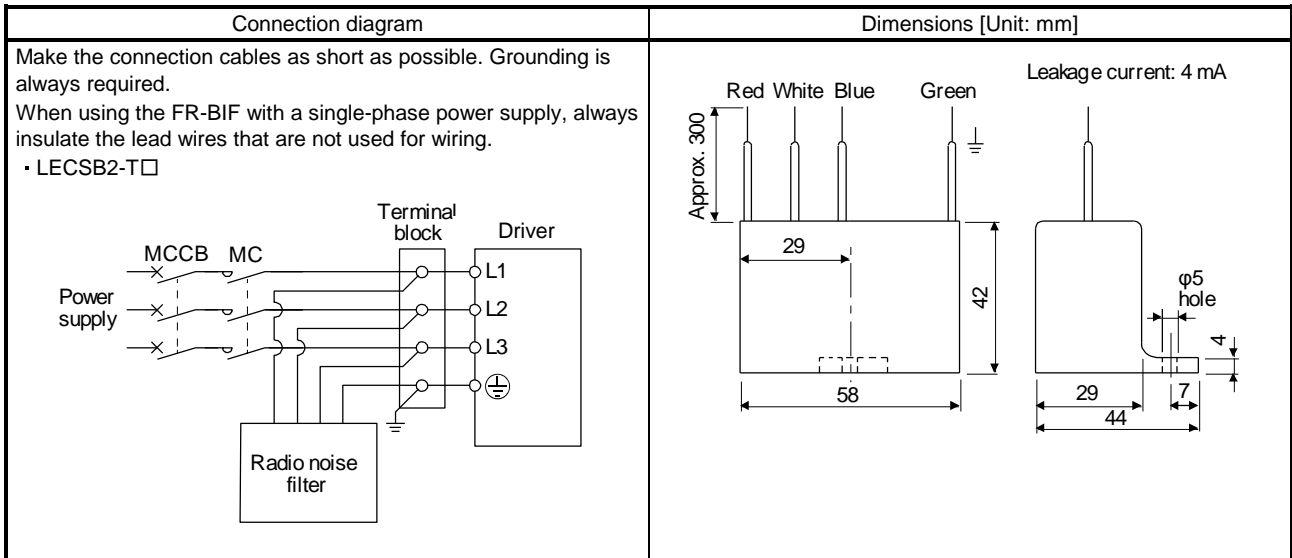 Connection diagram
Make the connection cables as short as possible. Grounding is
always required.
When using the FR-BIF with a single-phase power supply, always
insulate the lead wires that are not used for wiring.
・LECSB2-T□
Terminal
block
Driver
MCCB MC
Power
supply
L1
L2
L3
Radio noise
filter
Dimensions [Unit: mm]
Leakage current: 4 mA
Red White Blue Green
Approx. 300
29
42
58
φ5
hole
4
29
7
44